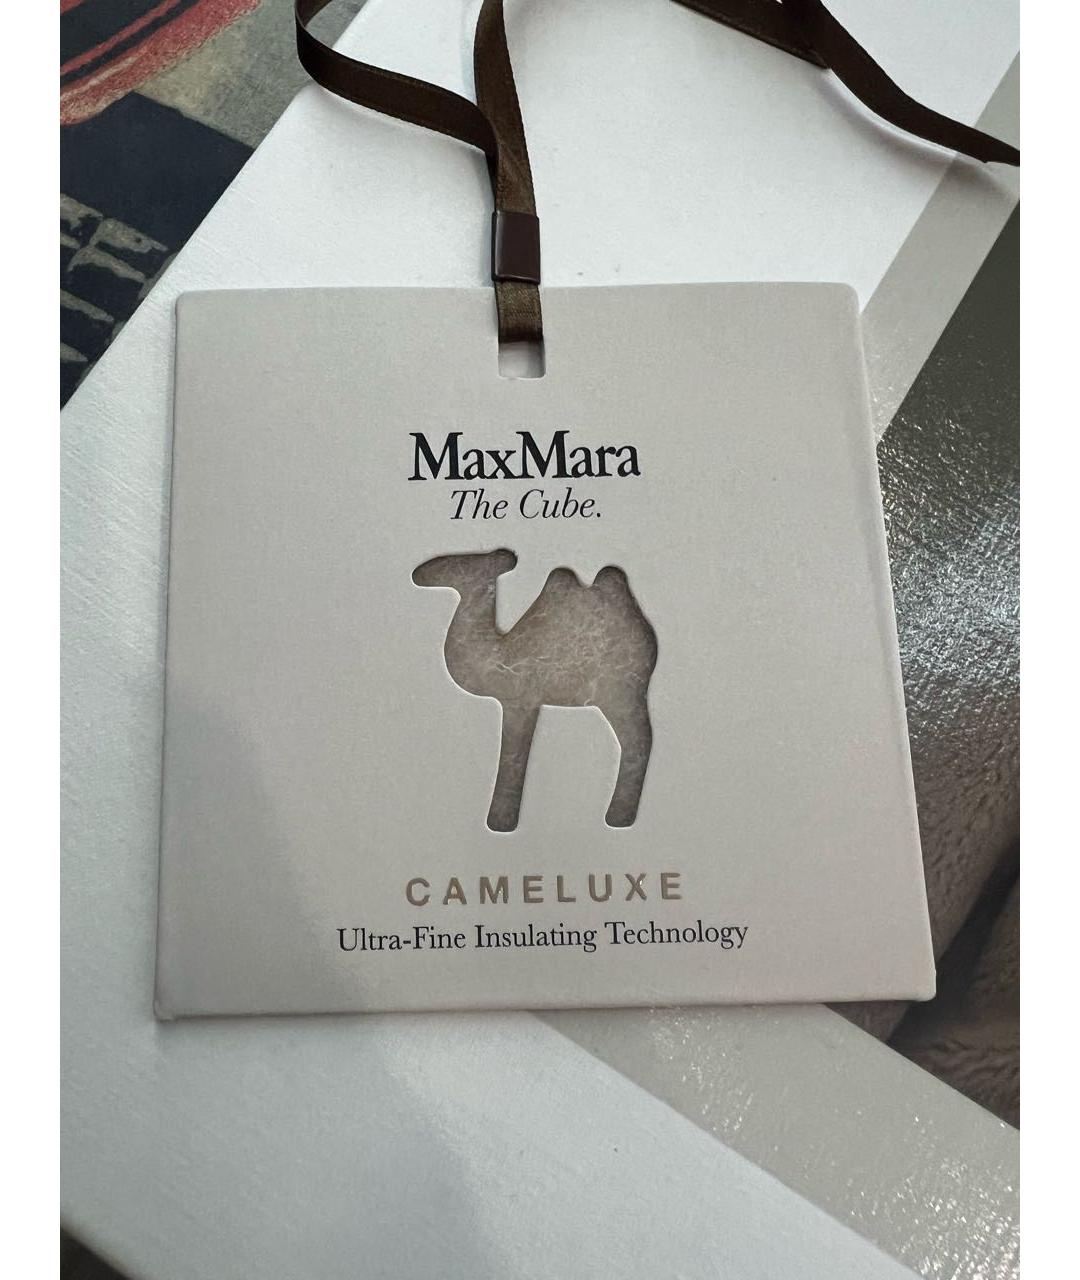 MaxMara
The Cube.
CAMELUXE
Ultra-Fine Insulating Technology